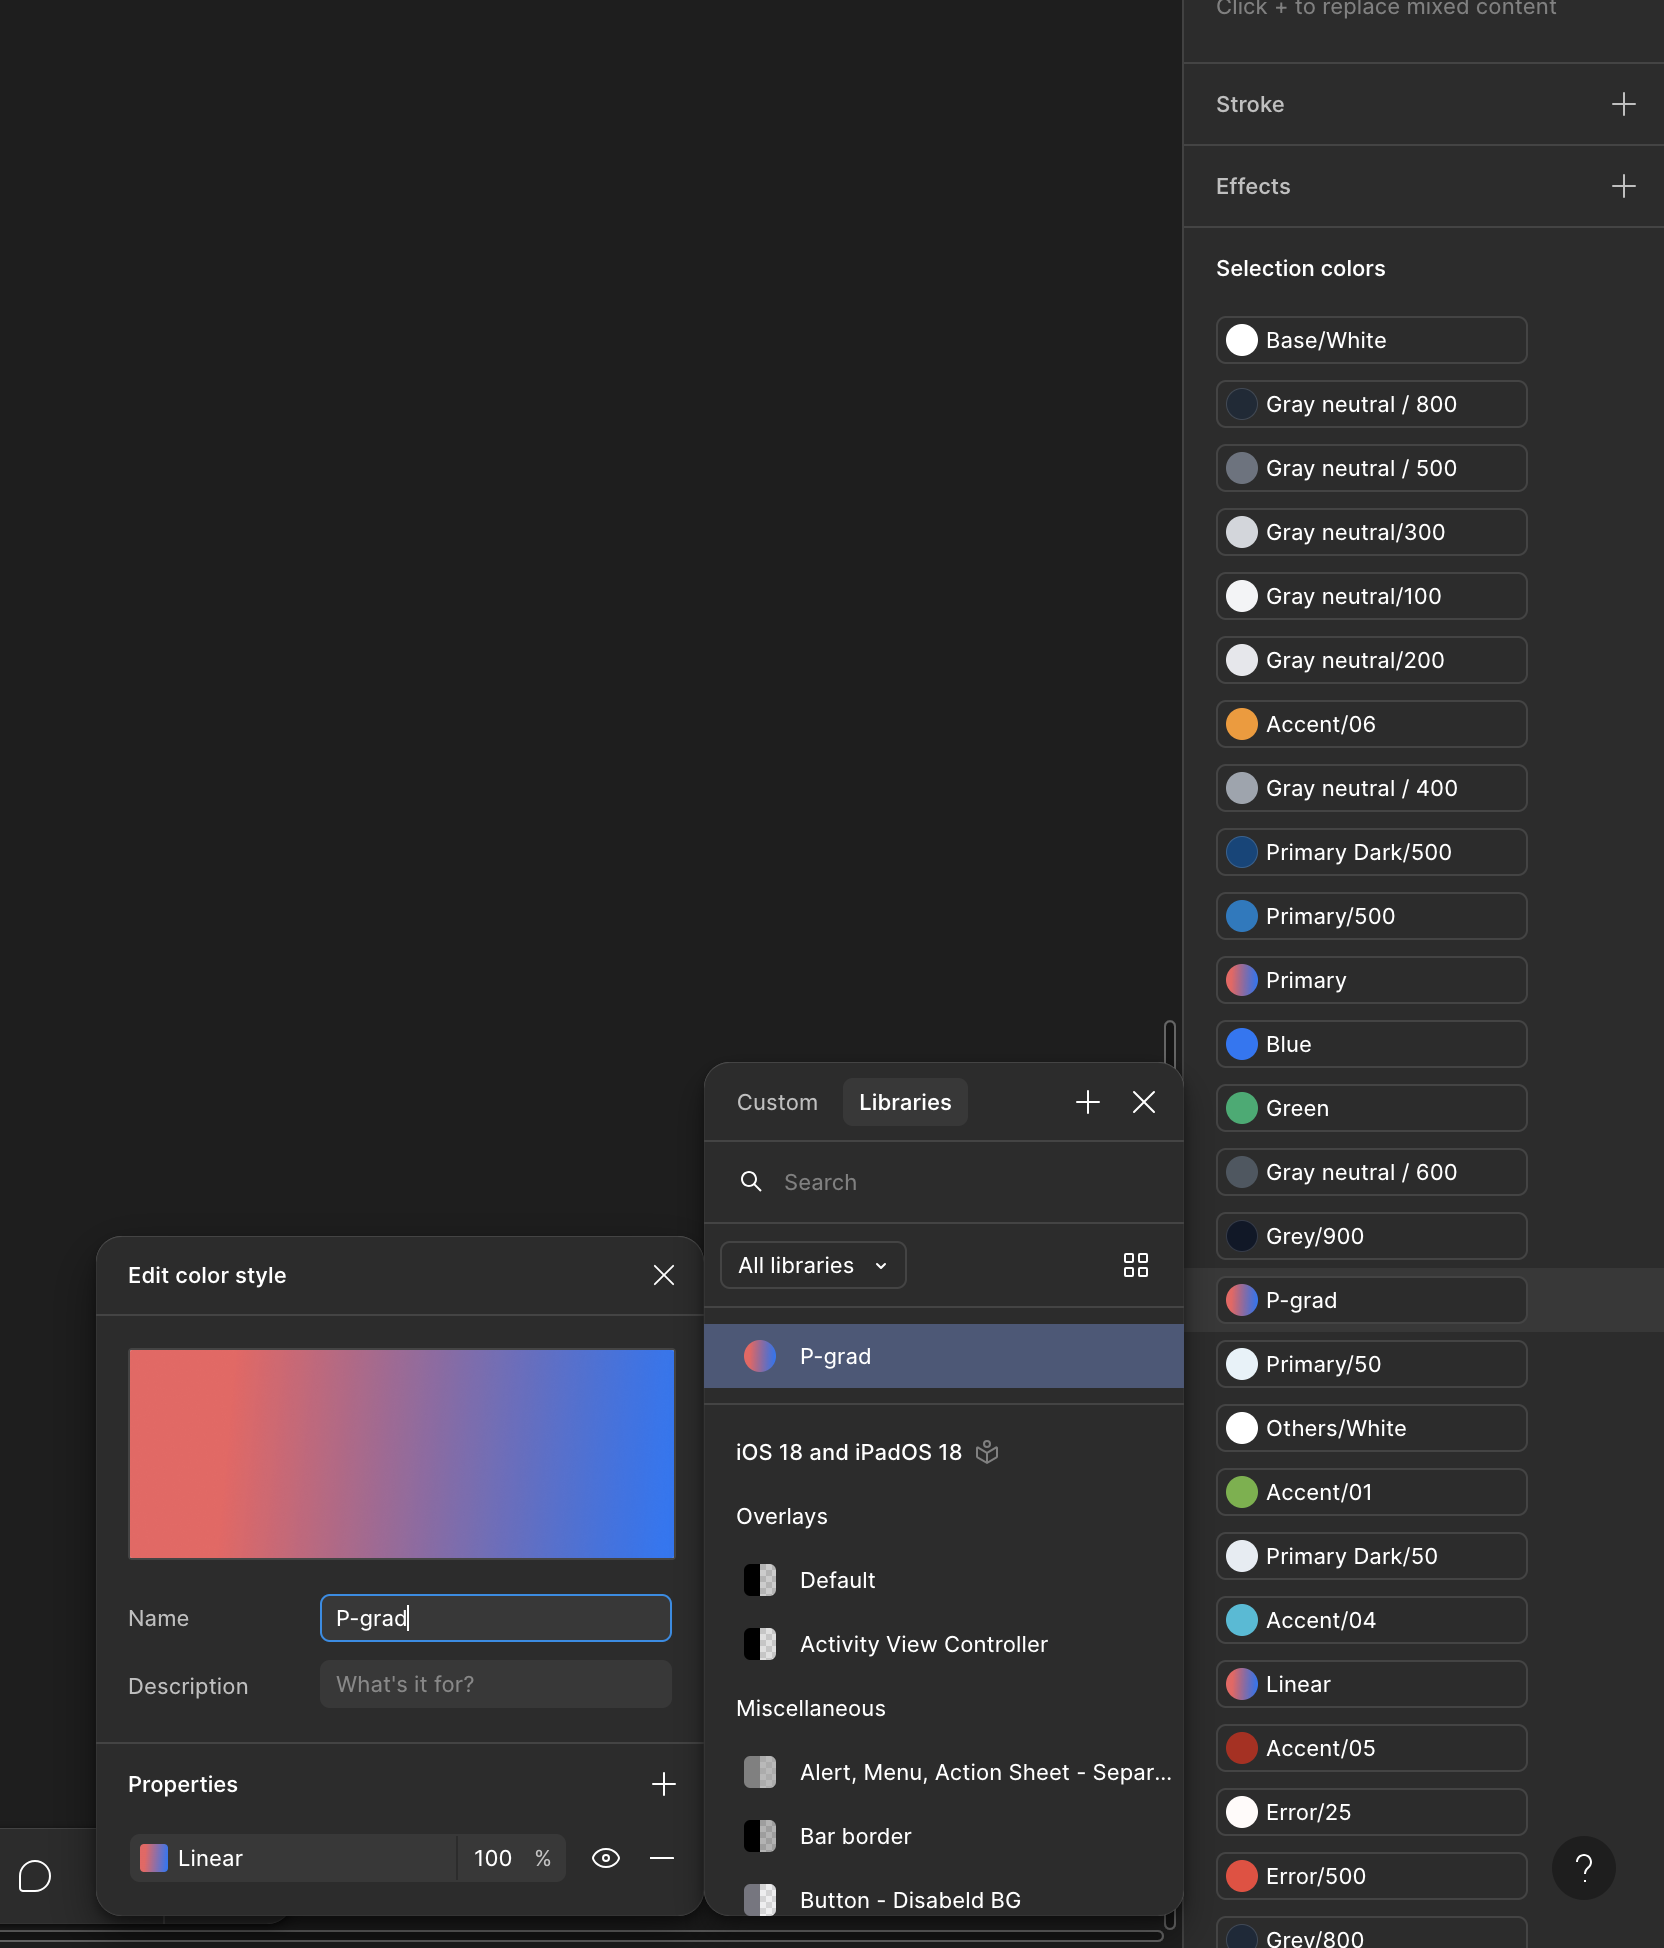 Click + to replace mixed content
Stroke
Effects
Selection colors
Base/White
Gray neutral / 800
Gray neutral / 500
Gray neutral/300
Gray neutral/100
Gray neutral/200
Accent/06
Gray neutral / 400
Primary Dark/500
Primary/500
Primary
Blue
Green
Gray neutral / 600
Grey/900
P-grad
Primary/50
Others/White
Accent/01
Primary Dark/50
Accent/04
Linear
Accent/05
Error/25
Error/500
Grey/800
?
Custom
Libraries
Search
All libraries
P-grad
iOS 18 and iPadOS 18
Overlays
Default
Activity View Controller
Miscellaneous
Alert, Menu, Action Sheet - Separ...
Bar border
Button - Disabeld BG
Edit color style
Name
P-grad
Description
What's it for?
Properties
Linear
100 %